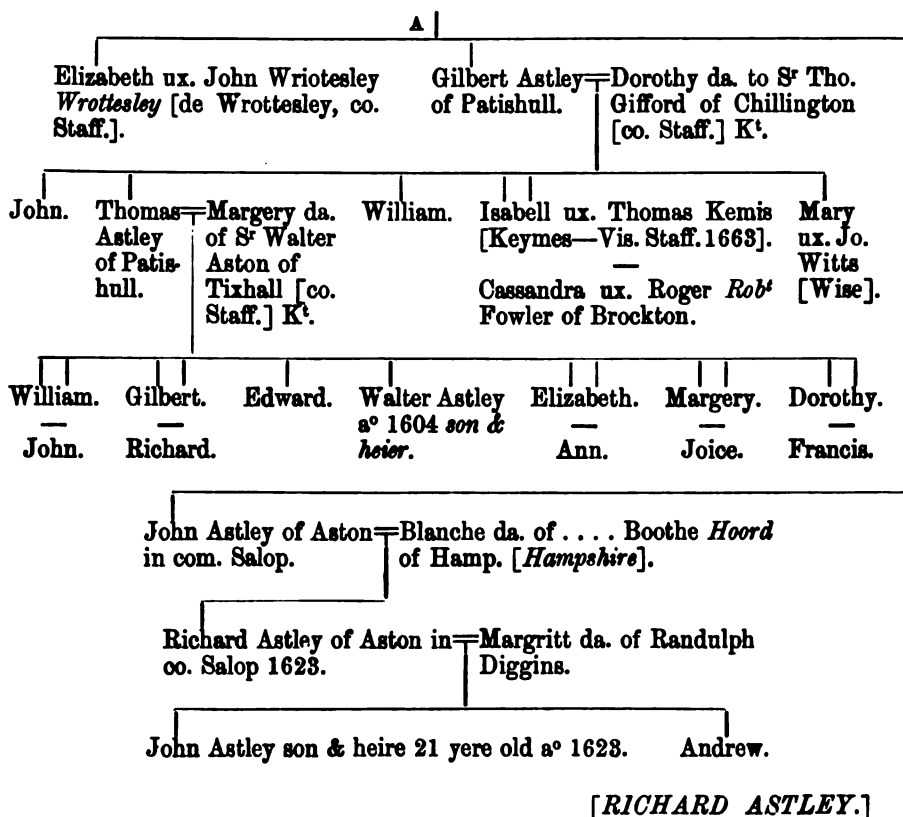 A
Elizabeth ux. John Wriotesley
Wrottesley [de Wrottesley, co.
Staff.].
Gilbert Astley
of Patishull.
Dorothy da. to Sʳ Tho.
Gifford of Chillington
[co. Staff.] Kᵗ.
John.
Thomas
Astley
of Patis-
hull.
Margery da.
of Sʳ Walter
Aston of
Tixhall [co.
Staff.] Kᵗ.
William.
Isabell ux. Thomas Kemis
[Keymes—Vis. Staff. 1663].
—
Cassandra ux. Roger Robᵗ
Fowler of Brockton.
Mary
ux. Jo.
Witts
[Wise].
William.
—
John.
Gilbert.
—
Richard.
Edward.
Walter Astley
aº 1604 son &
heier.
Elizabeth.
—
Ann.
Margery.
—
Joice.
Dorothy.
—
Francis.
John Astley of Aston
in com. Salop.
Blanche da. of . . . . Boothe Hoord
of Hamp. [Hampshire].
Richard Astley of Aston in
co. Salop 1623.
Margritt da. of Randulph
Diggins.
John Astley son & heire 21 yere old aº 1623.
Andrew.
[RICHARD ASTLEY.]